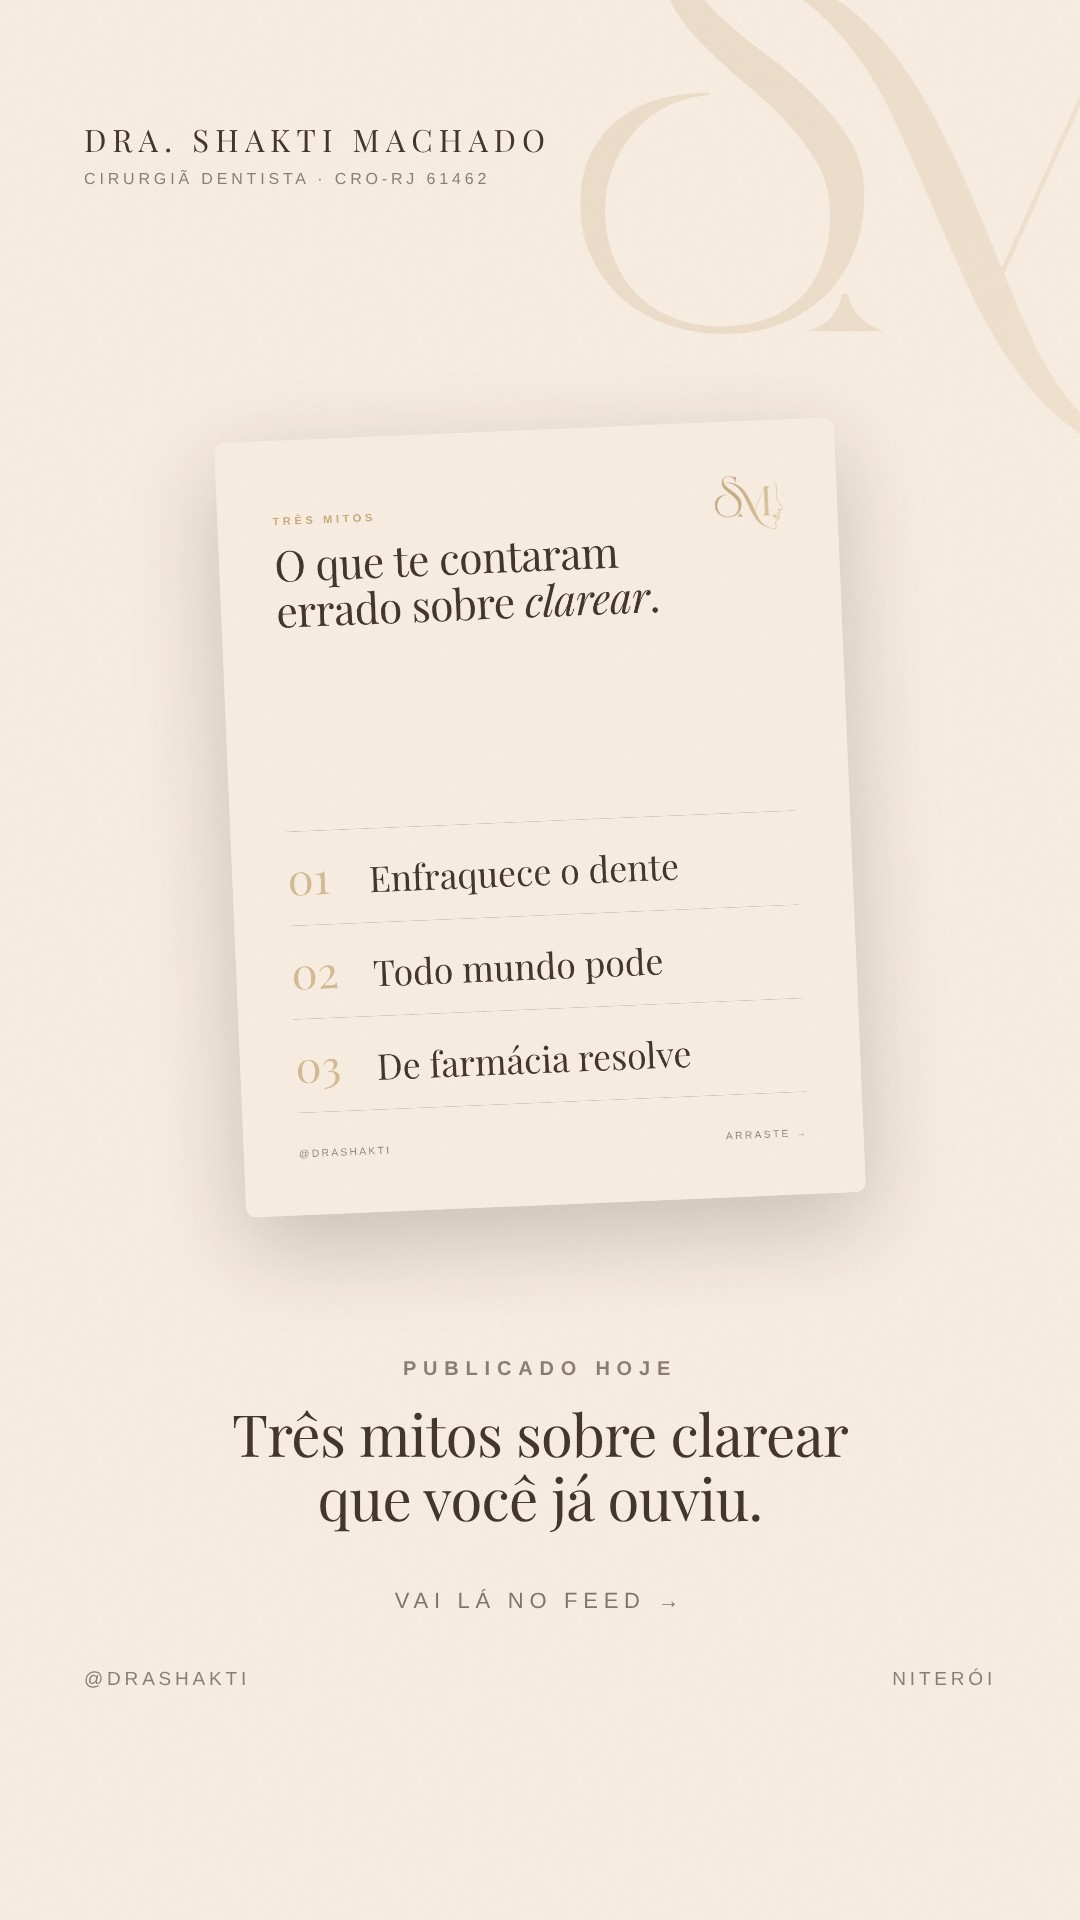 DRA. SHAKTI MACHADO
CIRURGIÃ DENTISTA · CRO-RJ 61462
SM
TRÊS MITOS
O que te contaram
errado sobre clarear.
01 Enfraquece o dente
02 Todo mundo pode
03 De farmácia resolve
@DRASHAKTI ARRASTE →
PUBLICADO HOJE
Três mitos sobre clarear
que você já ouviu.
VAI LÁ NO FEED →
@DRASHAKTI NITERÓI